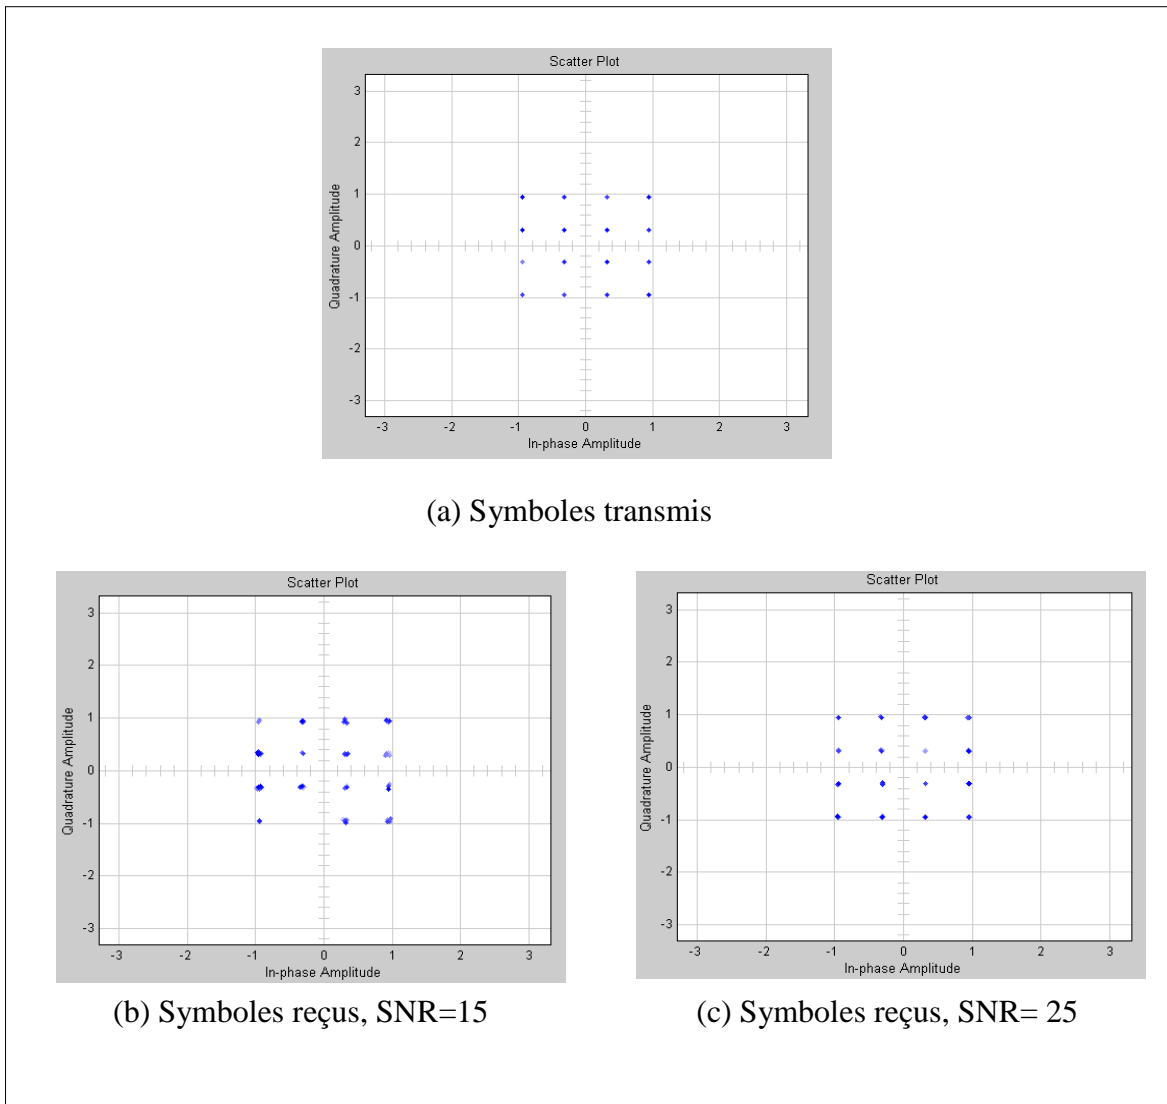 Scatter Plot
3
2
1
0
-1
-2
-3
Quadrature Amplitude
-3 -2 -1 0 1 2 3
In-phase Amplitude
(a) Symboles transmis
Scatter Plot
3
2
1
0
-1
-2
-3
Quadrature Amplitude
-3 -2 -1 0 1 2 3
In-phase Amplitude
(b) Symboles reçus, SNR=15
Scatter Plot
3
2
1
0
-1
-2
-3
Quadrature Amplitude
-3 -2 -1 0 1 2 3
In-phase Amplitude
(c) Symboles reçus, SNR= 25